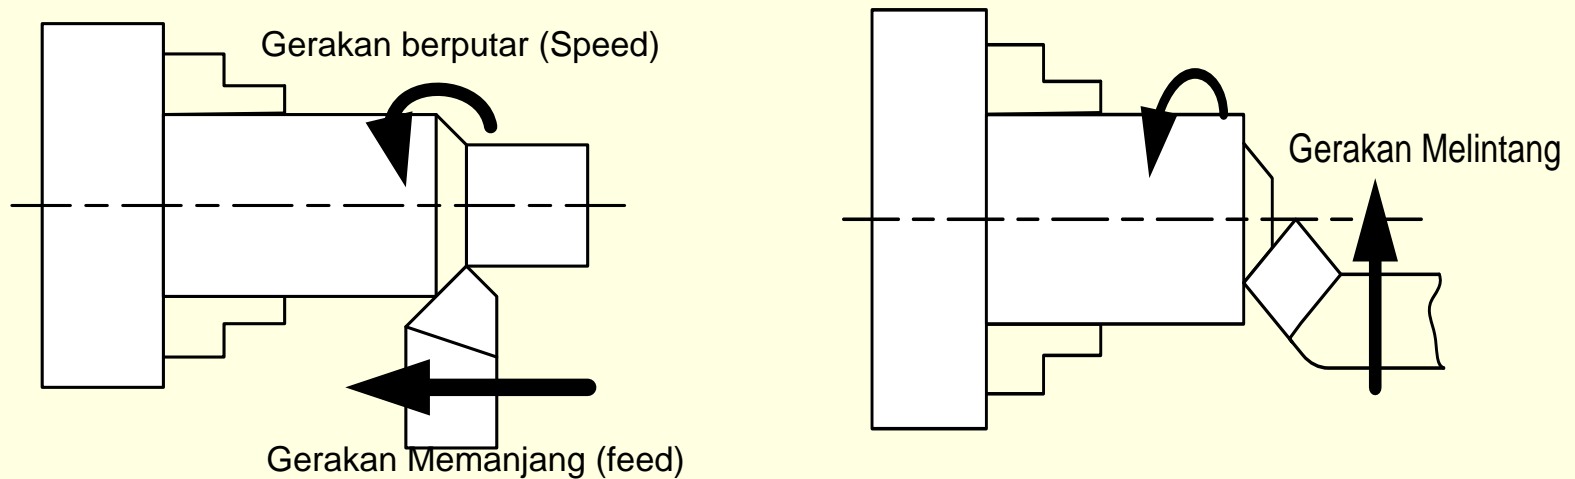 Gerakan berputar (Speed)
Gerakan Memanjang (feed)
Gerakan Melintang